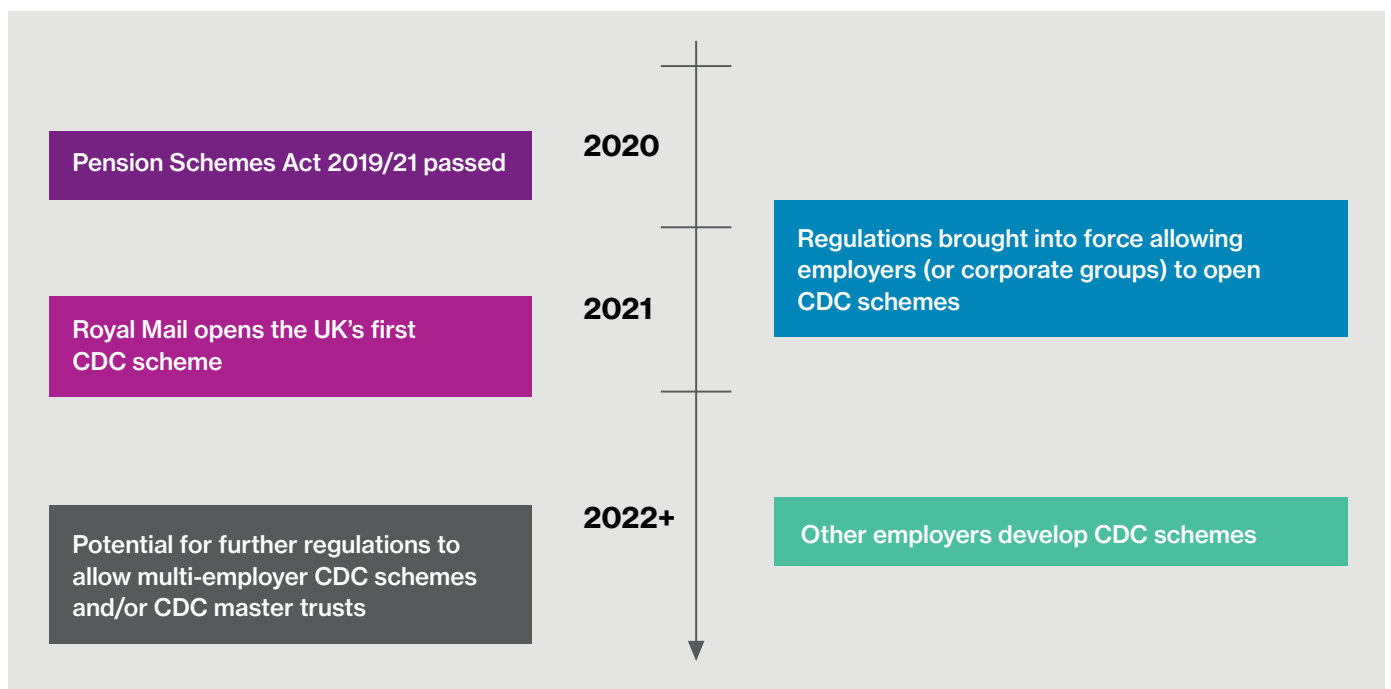 2020
Pension Schemes Act 2019/21 passed
Regulations brought into force allowing
employers (or corporate groups) to open
CDC schemes
2021
Royal Mail opens the UK’s first
CDC scheme
2022+
Potential for further regulations to
allow multi-employer CDC schemes
and/or CDC master trusts
Other employers develop CDC schemes